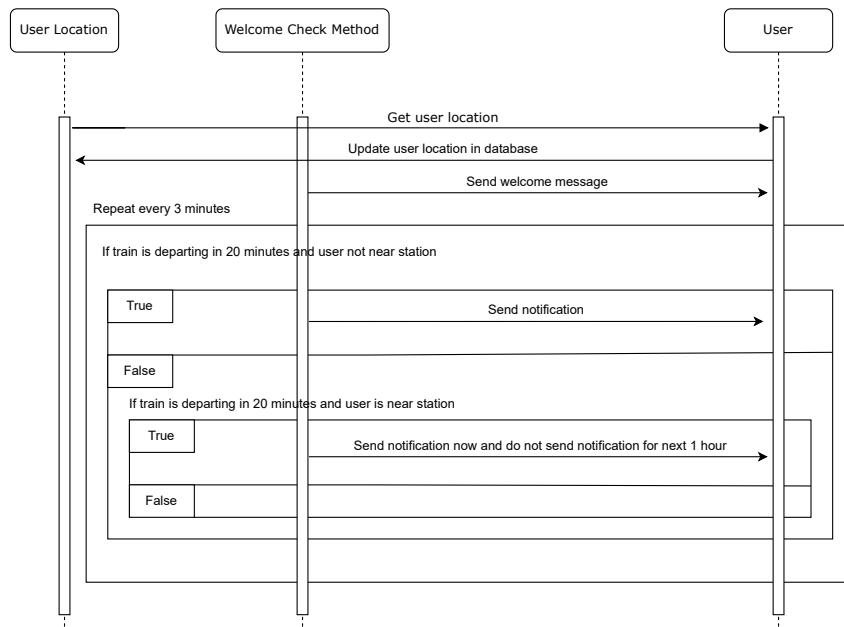 User Location
Welcome Check Method
User
Get user location
Update user location in database
Send welcome message
Repeat every 3 minutes
If train is departing in 20 minutes and user not near station
True
Send notification
False
If train is departing in 20 minutes and user is near station
True
Send notification now and do not send notification for next 1 hour
False